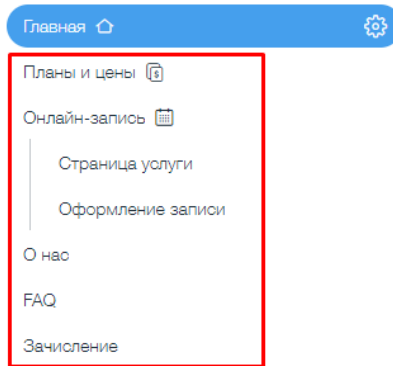 Главная
Планы и цены
Онлайн-запись
Страница услуги
Оформление записи
О нас
FAQ
Зачисление